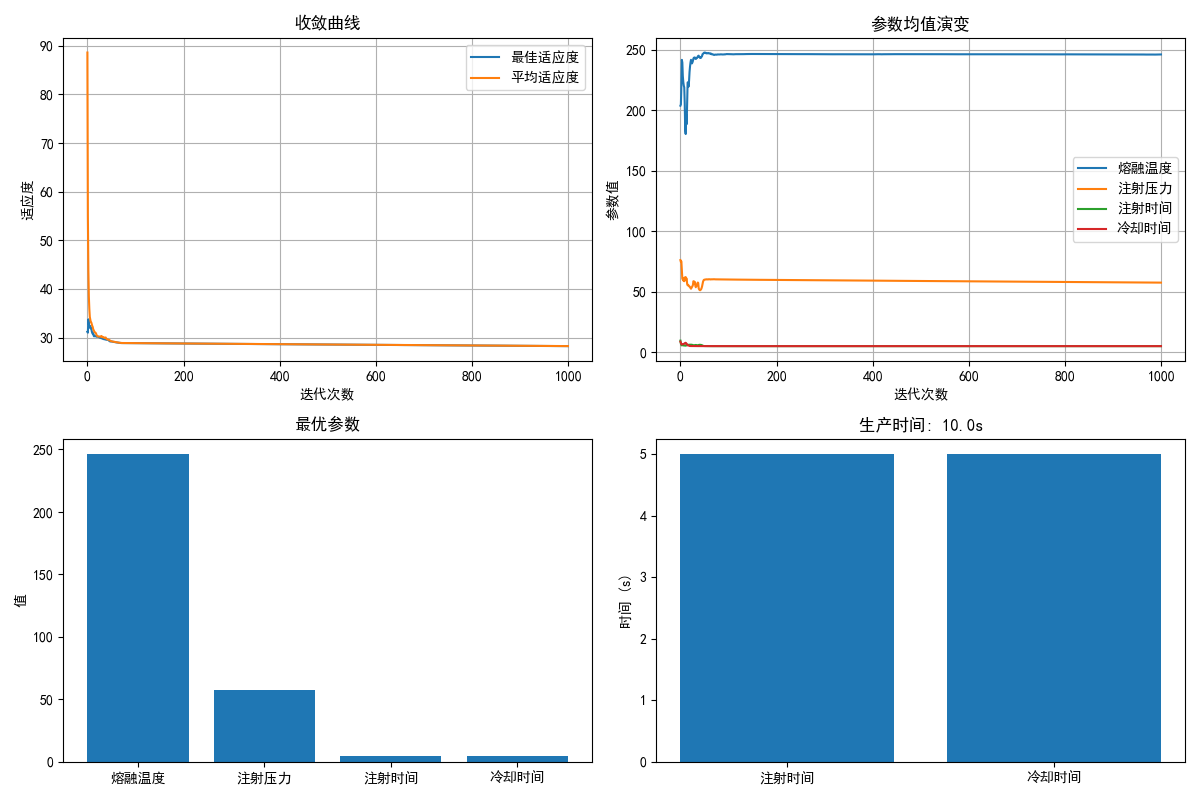 收敛曲线
90
80
70
60
50
40
30
适应度
最佳适应度
平均适应度
0
200
400
600
800
1000
迭代次数
参数均值演变
250
200
150
100
50
0
参数值
熔融温度
注射压力
注射时间
冷却时间
0
200
400
600
800
1000
迭代次数
最优参数
250
200
150
100
50
0
值
熔融温度
注射压力
注射时间
冷却时间
生产时间: 10.0s
5
4
3
2
1
0
时间 (s)
注射时间
冷却时间